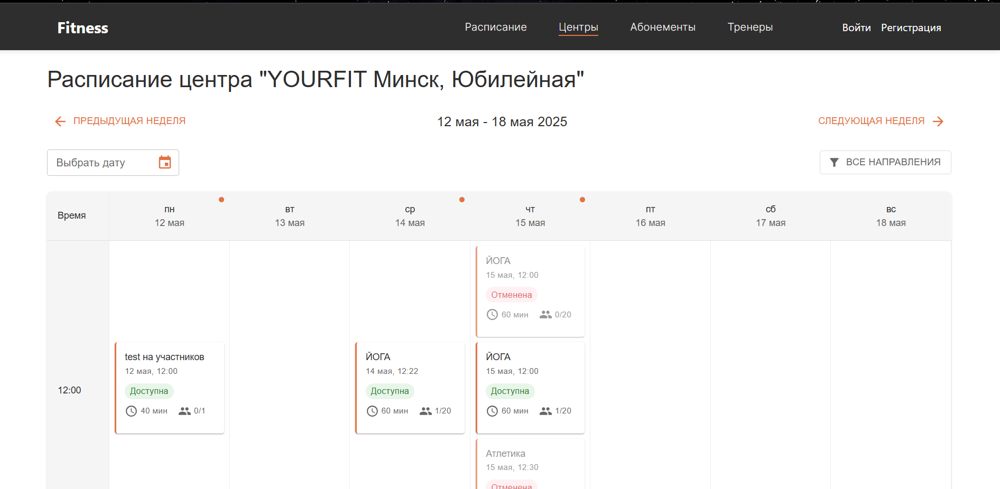 Fitness
Расписание Центры Абонементы Тренеры Войти Регистрация
Расписание центра "YOURFIT Минск, Юбилейная"
ПРЕДЫДУЩАЯ НЕДЕЛЯ
12 мая - 18 мая 2025
СЛЕДУЮЩАЯ НЕДЕЛЯ
Выбрать дату
ВСЕ НАПРАВЛЕНИЯ
Время
пн
12 мая
вт
13 мая
ср
14 мая
чт
15 мая
пт
16 мая
сб
17 мая
вс
18 мая
12:00
test на участников
12 мая, 12:00
Доступна
40 мин 0/1
ЙОГА
14 мая, 12:22
Доступна
60 мин 1/20
ЙОГА
15 мая, 12:00
Отменена
60 мин 0/20
ЙОГА
15 мая, 12:00
Доступна
60 мин 1/20
Атлетика
15 мая, 12:30
Отменена